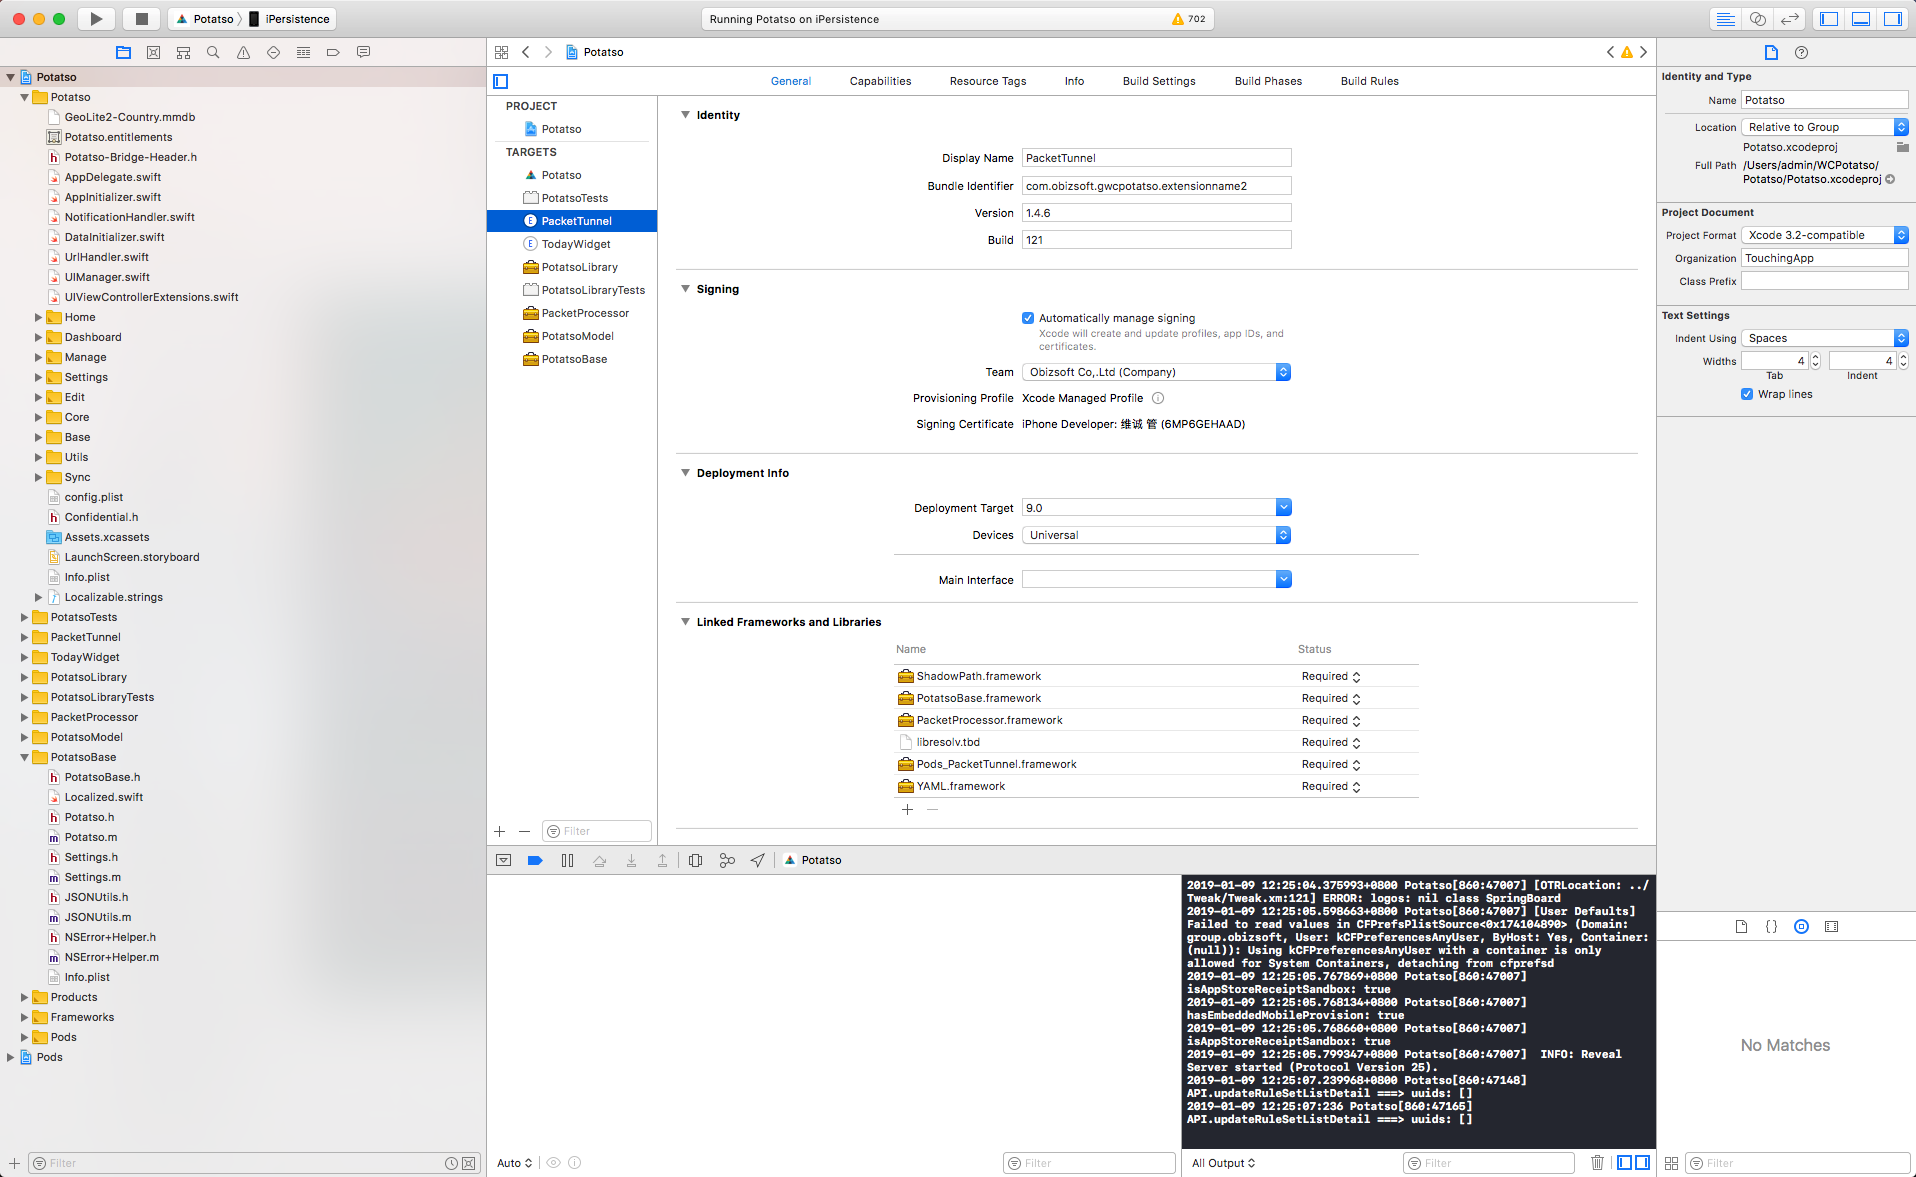 Potatso
iPersistence
Running Potatso on iPersistence
702
Potatso
Potatso
GeoLite2-Country.mmdb
Potatso.entitlements
Potatso-Bridge-Header.h
AppDelegate.swift
AppInitializer.swift
NotificationHandler.swift
DataInitializer.swift
UrlHandler.swift
UIManager.swift
UIViewControllerExtensions.swift
Home
Dashboard
Manage
Settings
Edit
Core
Base
Utils
Sync
config.plist
Confidential.h
Assets.xcassets
LaunchScreen.storyboard
Info.plist
Localizable.strings
PotatsoTests
PacketTunnel
TodayWidget
PotatsoLibrary
PotatsoLibraryTests
PacketProcessor
PotatsoModel
PotatsoBase
PotatsoBase.h
Localized.swift
Potatso.h
Potatso.m
Settings.h
Settings.m
JSONUtils.h
JSONUtils.m
NSError+Helper.h
NSError+Helper.m
Info.plist
Products
Frameworks
Pods
Pods
Filter
Potatso
General Capabilities Resource Tags Info Build Settings Build Phases Build Rules
PROJECT
Potatso
TARGETS
Potatso
PotatsoTests
PacketTunnel
TodayWidget
PotatsoLibrary
PotatsoLibraryTests
PacketProcessor
PotatsoModel
PotatsoBase
Filter
Identity
Display Name PacketTunnel
Bundle Identifier com.obizsoft.gwcpotatso.extensionname2
Version 1.4.6
Build 121
Signing
Automatically manage signing
Xcode will create and update profiles, app IDs, and
certificates.
Team Obizsoft Co,.Ltd (Company)
Provisioning Profile Xcode Managed Profile
Signing Certificate iPhone Developer: 维诚 管 (6MP6GEHAAD)
Deployment Info
Deployment Target 9.0
Devices Universal
Main Interface
Linked Frameworks and Libraries
Name Status
ShadowPath.framework Required
PotatsoBase.framework Required
PacketProcessor.framework Required
libresolv.tbd Required
Pods_PacketTunnel.framework Required
YAML.framework Required
Potatso
2019-01-09 12:25:04.375993+0800 Potatso[860:47007] [OTRLocation: ../
Tweak/Tweak.xm:121] ERROR: logos: nil class SpringBoard
2019-01-09 12:25:05.598663+0800 Potatso[860:47007] [User Defaults]
Failed to read values in CFPrefsPlistSource<0x174104890> (Domain:
group.obizsoft, User: kCFPreferencesAnyUser, ByHost: Yes, Container:
(null)): Using kCFPreferencesAnyUser with a container is only
allowed for System Containers, detaching from cfprefsd
2019-01-09 12:25:05.767869+0800 Potatso[860:47007]
isAppStoreReceiptSandbox: true
2019-01-09 12:25:05.768134+0800 Potatso[860:47007]
hasEmbeddedMobileProvision: true
2019-01-09 12:25:05.768660+0800 Potatso[860:47007]
isAppStoreReceiptSandbox: true
2019-01-09 12:25:05.799347+0800 Potatso[860:47007]  INFO: Reveal
Server started (Protocol Version 25).
2019-01-09 12:25:07.239968+0800 Potatso[860:47148]
API.updateRuleSetListDetail ===> uuids: []
2019-01-09 12:25:07:236 Potatso[860:47165]
API.updateRuleSetListDetail ===> uuids: []
Auto
Filter
All Output
Filter
Identity and Type
Name Potatso
Location Relative to Group
Potatso.xcodeproj
Full Path /Users/admin/WCPotatso/
Potatso/Potatso.xcodeproj
Project Document
Project Format Xcode 3.2-compatible
Organization TouchingApp
Class Prefix
Text Settings
Indent Using Spaces
Widths 4 4
Tab Indent
Wrap lines
No Matches
Filter